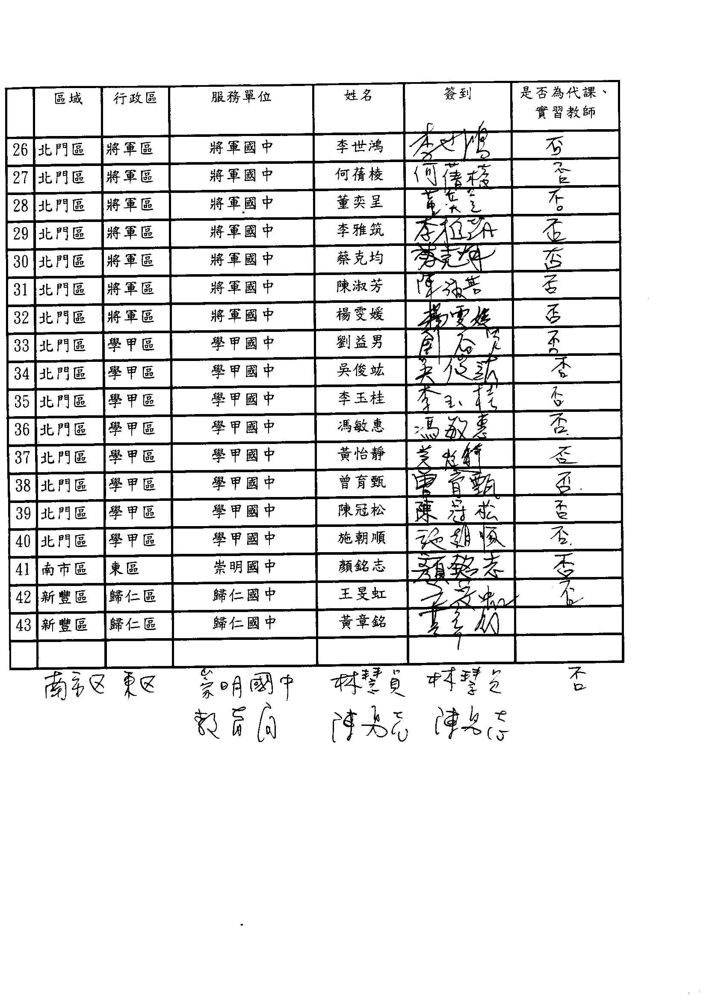 區域 行政區 服務單位 姓名 簽到 是否為代課、
實習教師
26 北門區 將軍區 將軍國中 李世鴻 李世鴻 否
27 北門區 將軍區 將軍國中 何蒨棱 何蒨棱 否
28 北門區 將軍區 將軍國中 董奕呈 董奕呈 否
29 北門區 將軍區 將軍國中 李雅筑 李雅筑 否
30 北門區 將軍區 將軍國中 蔡克均 蔡克均 否
31 北門區 將軍區 將軍國中 陳淑芳 陳淑芳 否
32 北門區 將軍區 將軍國中 楊雯媛 楊雯媛 否
33 北門區 學甲區 學甲國中 劉益男 劉益男 否
34 北門區 學甲區 學甲國中 吳俊竑 吳俊竑 否
35 北門區 學甲區 學甲國中 李玉桂 李玉桂 否
36 北門區 學甲區 學甲國中 馮敏惠 馮敏惠 否
37 北門區 學甲區 學甲國中 黃怡靜 黃怡靜 否
38 北門區 學甲區 學甲國中 曾育甄 曾育甄 否
39 北門區 學甲區 學甲國中 陳冠松 陳冠松 否
40 北門區 學甲區 學甲國中 施朝順 施朝順 否
41 南市區 東區 崇明國中 顏銘志 顏銘志 否
42 新豐區 歸仁區 歸仁國中 王旻虹 王旻虹 否
43 新豐區 歸仁區 歸仁國中 黃章銘 黃章銘
南市区 東区 崇明國中 林慧員 林慧員 否
教育局 陳易志 陳易志